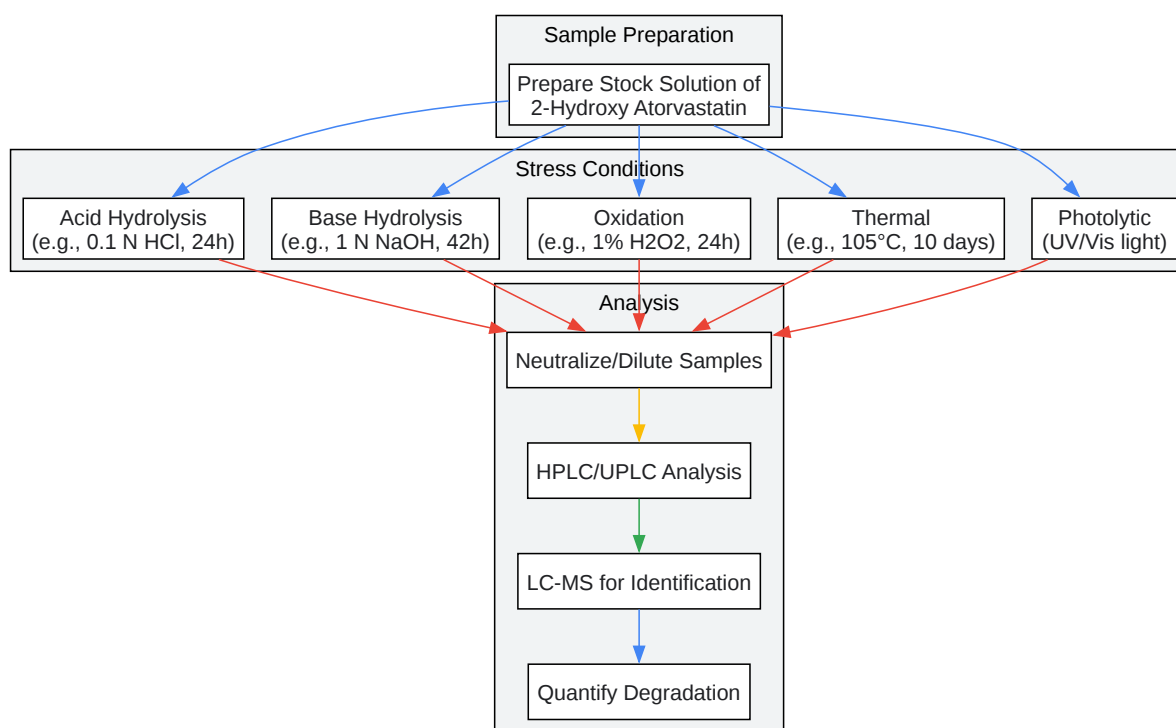 Sample Preparation
Prepare Stock Solution of
2-Hydroxy Atorvastatin
Stress Conditions
Acid Hydrolysis
(e.g., 0.1 N HCl, 24h)
Base Hydrolysis
(e.g., 1 N NaOH, 42h)
Oxidation
(e.g., 1% H2O2, 24h)
Thermal
(e.g., 105°C, 10 days)
Photolytic
(UV/Vis light)
Analysis
Neutralize/Dilute Samples
HPLC/UPLC Analysis
LC-MS for Identification
Quantify Degradation